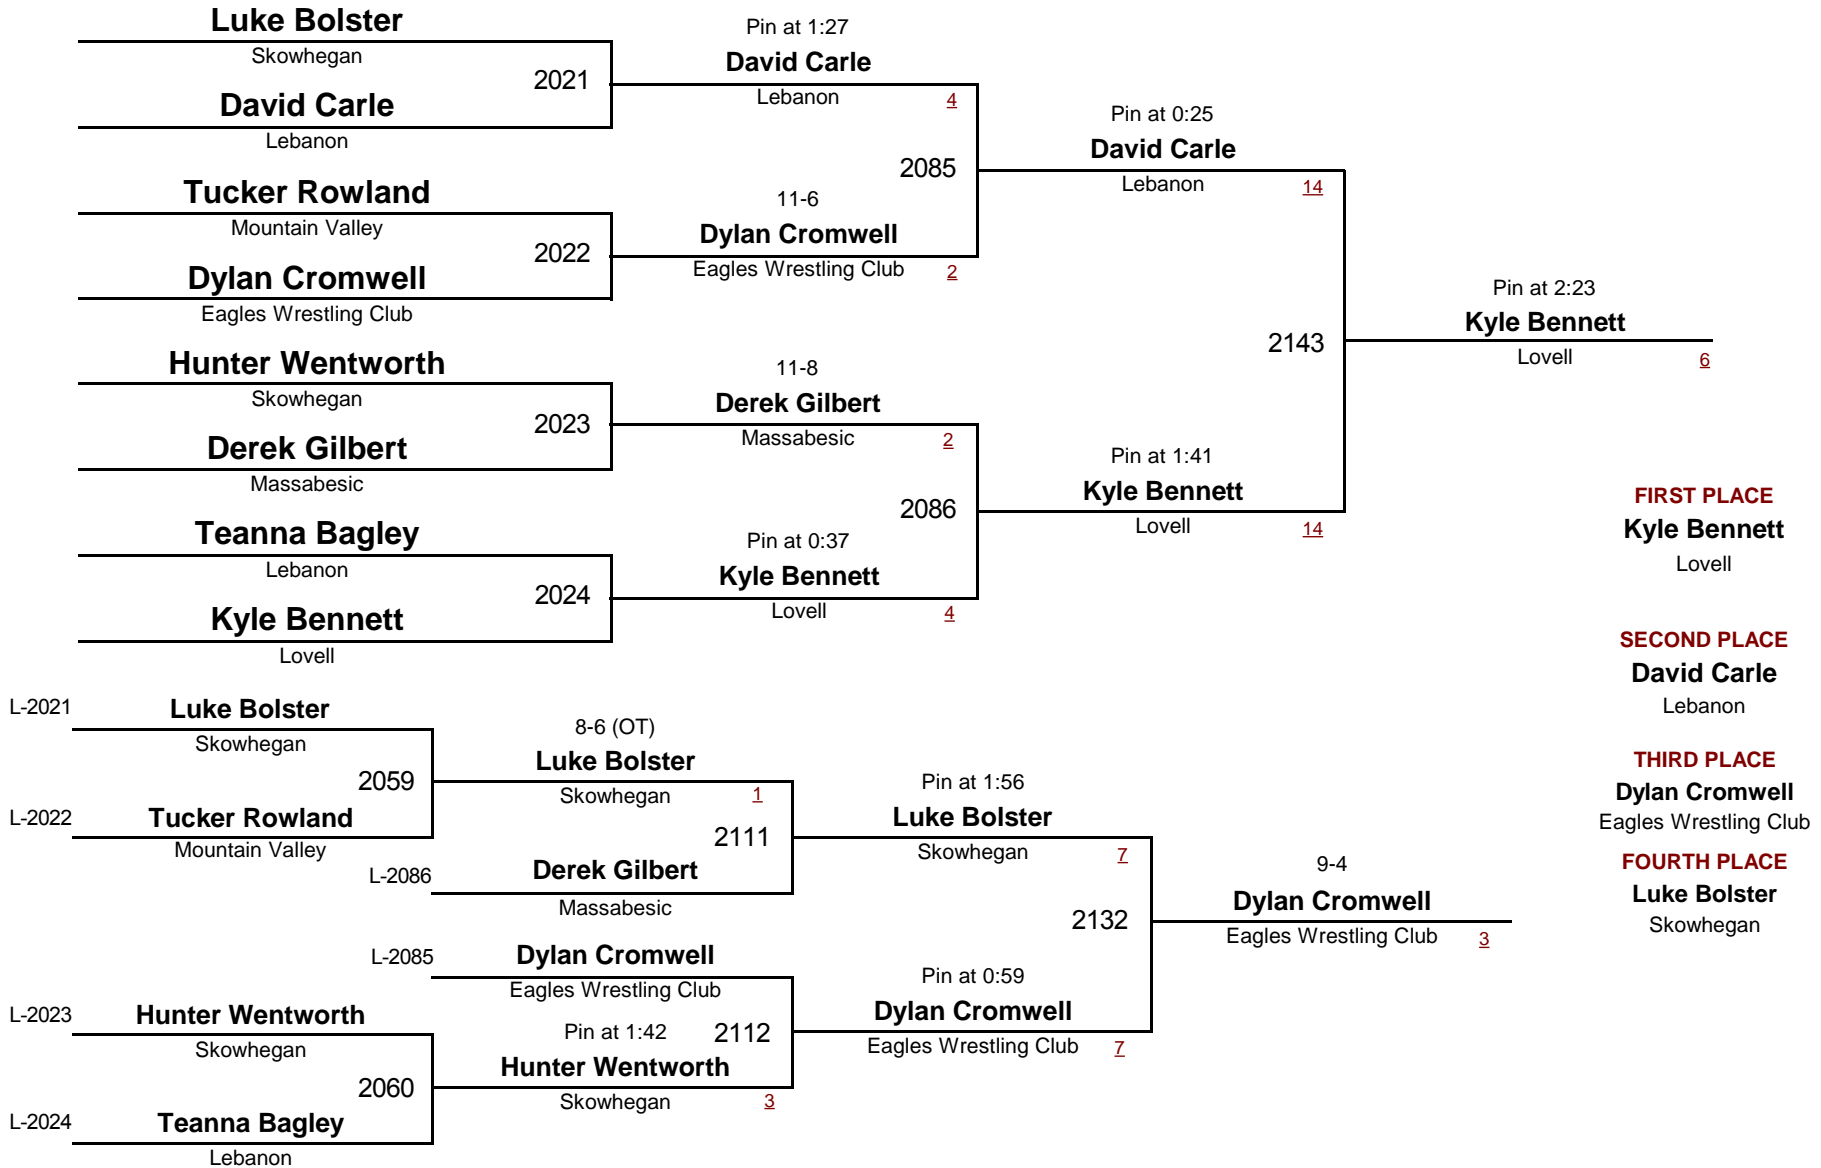 Luke Bolster
Skowhegan
2021
David Carle
Lebanon
Tucker Rowland
Mountain Valley
2022
Dylan Cromwell
Eagles Wrestling Club
Hunter Wentworth
Skowhegan
2023
Derek Gilbert
Massabesic
Teanna Bagley
Lebanon
2024
Kyle Bennett
Lovell
Pin at 1:27
David Carle
Lebanon 4
2085
11-6
Dylan Cromwell
Eagles Wrestling Club 2
11-8
Derek Gilbert
Massabesic 2
2086
Pin at 0:37
Kyle Bennett
Lovell 4
Pin at 0:25
David Carle
Lebanon 14
2143
Pin at 1:41
Kyle Bennett
Lovell 14
Pin at 2:23
Kyle Bennett
Lovell 6
FIRST PLACE
Kyle Bennett
Lovell
SECOND PLACE
David Carle
Lebanon
THIRD PLACE
Dylan Cromwell
Eagles Wrestling Club
FOURTH PLACE
Luke Bolster
Skowhegan
L-2021 Luke Bolster
Skowhegan
2059
L-2022 Tucker Rowland
Mountain Valley
8-6 (OT)
Luke Bolster
Skowhegan 1
2111
L-2086 Derek Gilbert
Massabesic
L-2085 Dylan Cromwell
Eagles Wrestling Club
2112
L-2023 Hunter Wentworth
Skowhegan
2060
L-2024 Teanna Bagley
Lebanon
Pin at 1:42
Hunter Wentworth
Skowhegan 3
Pin at 1:56
Luke Bolster
Skowhegan 7
2132
Pin at 0:59
Dylan Cromwell
Eagles Wrestling Club 7
9-4
Dylan Cromwell
Eagles Wrestling Club 3